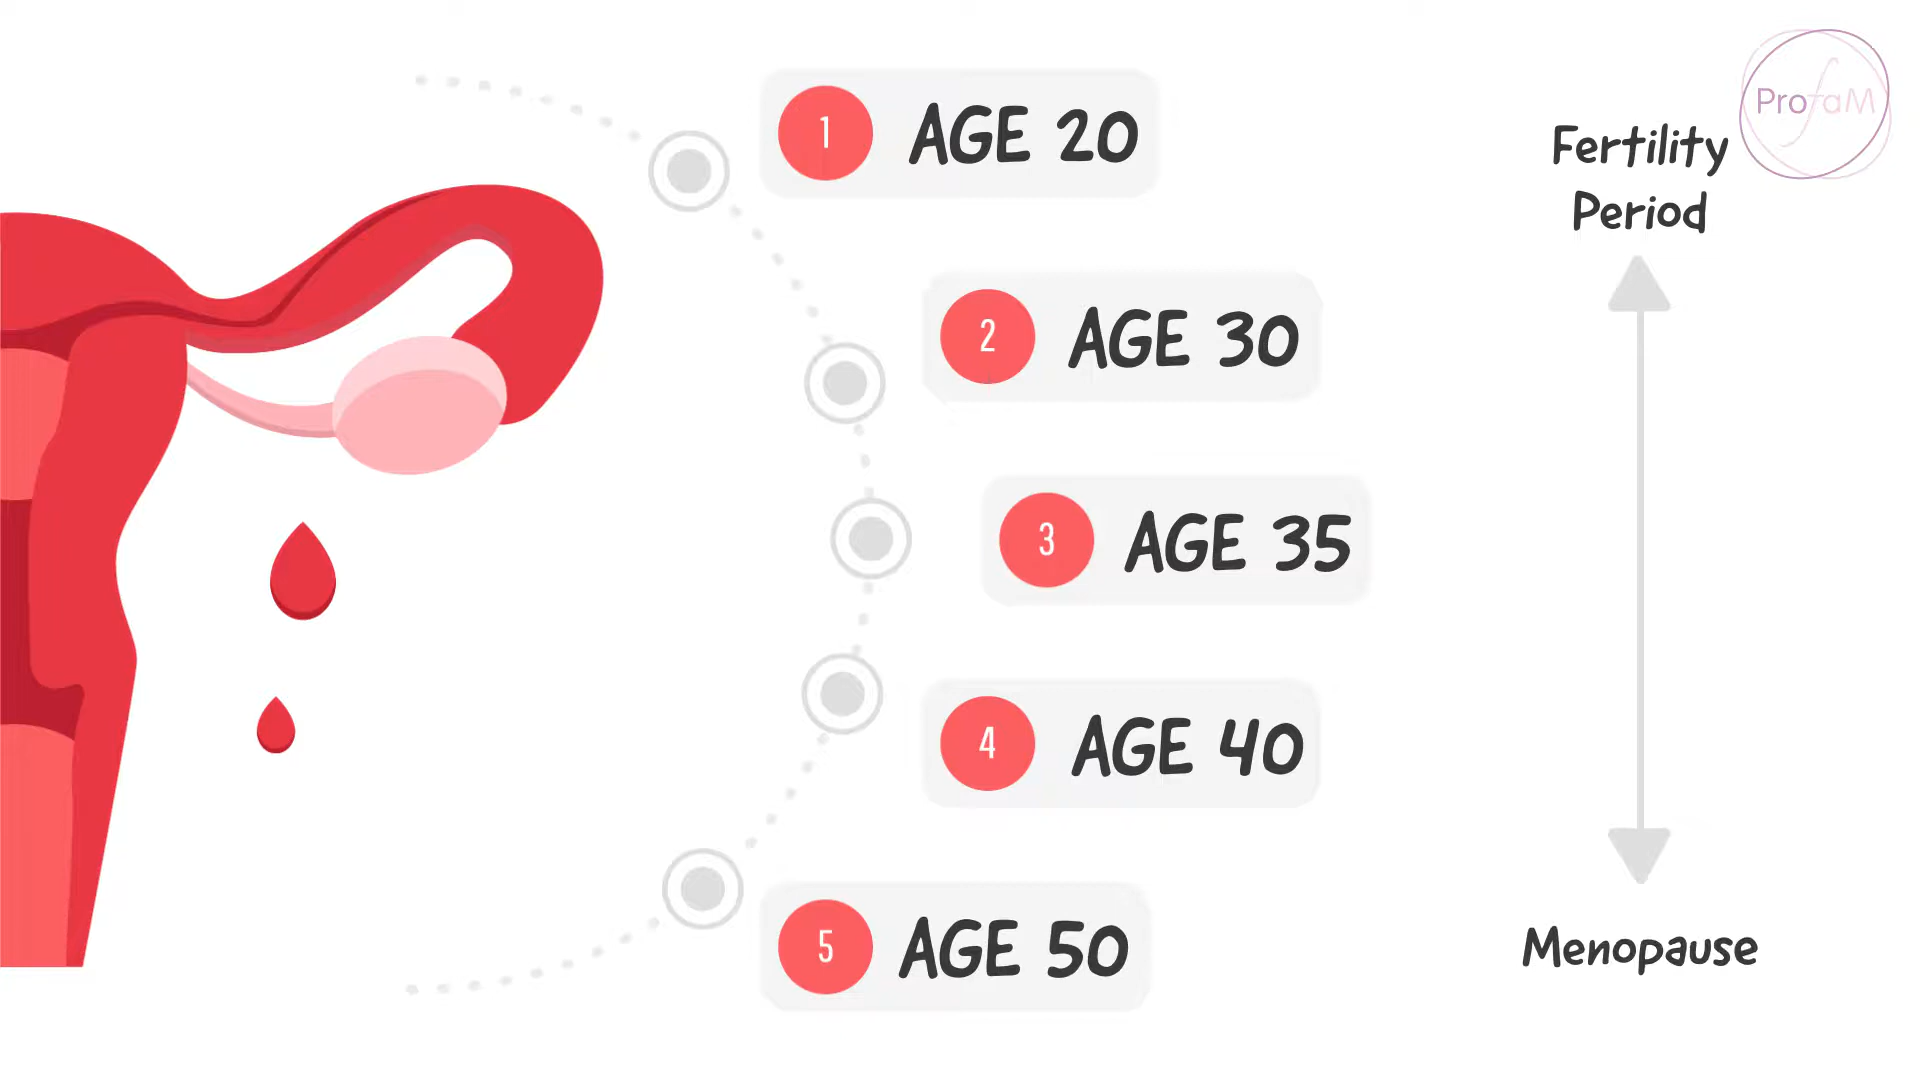 ProfaM
1 AGE 20
Fertility
Period
2 AGE 30
3 AGE 35
4 AGE 40
5 AGE 50
Menopause